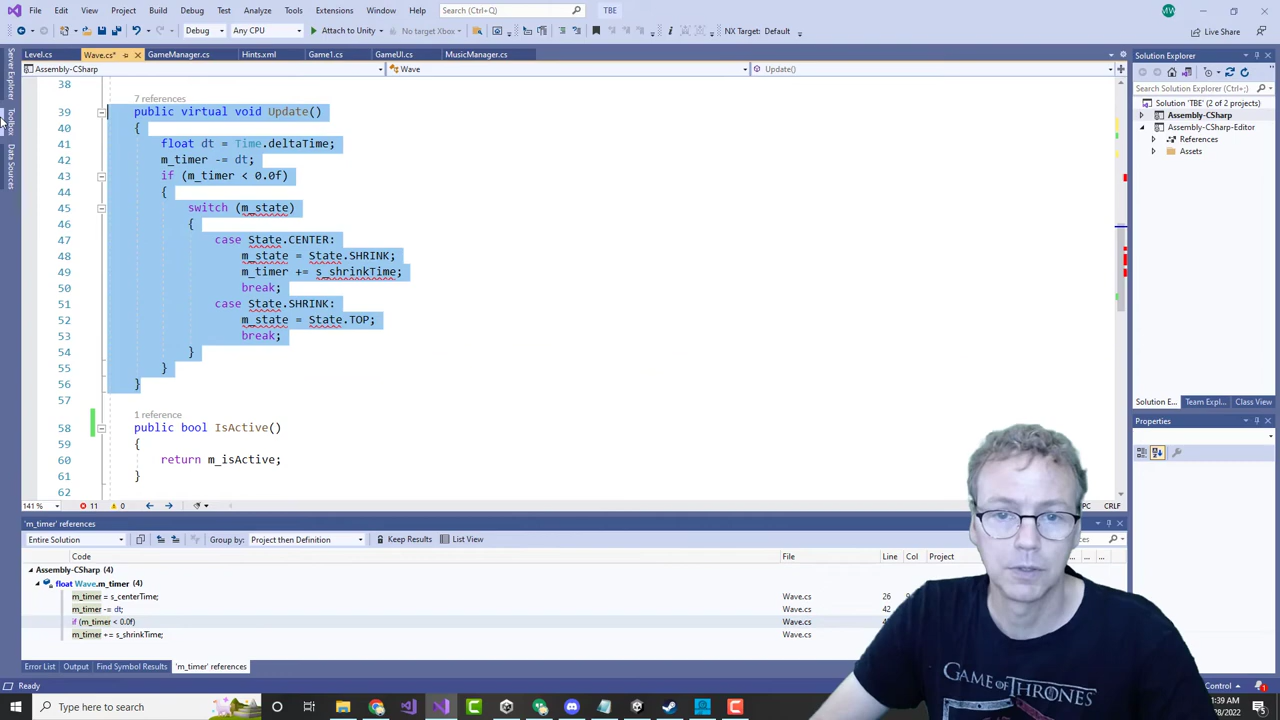 File Edit View Git Project Build Debug Test Analyze Tools Extensions Window Help Search (Ctrl+Q) TBE MW
Debug Any CPU Attach to Unity No target Xbox NX Target: Default Live Share
Level.cs Wave.cs* GameManager.cs Hints.xml Game1.cs GameUI.cs MusicManager.cs
Assembly-CSharp Wave Update()
Server Explorer
Toolbox
Data Sources
38
7 references
39 public virtual void Update()
40 {
41 float dt = Time.deltaTime;
42 m_timer -= dt;
43 if (m_timer < 0.0f)
44 {
45 switch (m_state)
46 {
47 case State.CENTER:
48 m_state = State.SHRINK;
49 m_timer += s_shrinkTime;
50 break;
51 case State.SHRINK:
52 m_state = State.TOP;
53 break;
54 }
55 }
56 }
57
1 reference
58 public bool IsActive()
59 {
60 return m_isActive;
61 }
62
141 % 11 0 CRLF
Solution Explorer
Search Solution Explorer (Ctrl+;)
Solution 'TBE' (2 of 2 projects)
Assembly-CSharp
Assembly-CSharp-Editor
References
Assets
Solution E... Team Expl... Class View
Properties
'm_timer' references
Entire Solution Group by: Project then Definition Keep Results List View
Code File Line Col Project
Assembly-CSharp (4)
float Wave.m_timer (4)
m_timer = s_centerTime; Wave.cs 26
m_timer -= dt; Wave.cs 42
if (m_timer < 0.0f) Wave.cs
m_timer += s_shrinkTime; Wave.cs
Error List Output Find Symbol Results 'm_timer' references
Ready
GAME OF THRONES
Type here to search